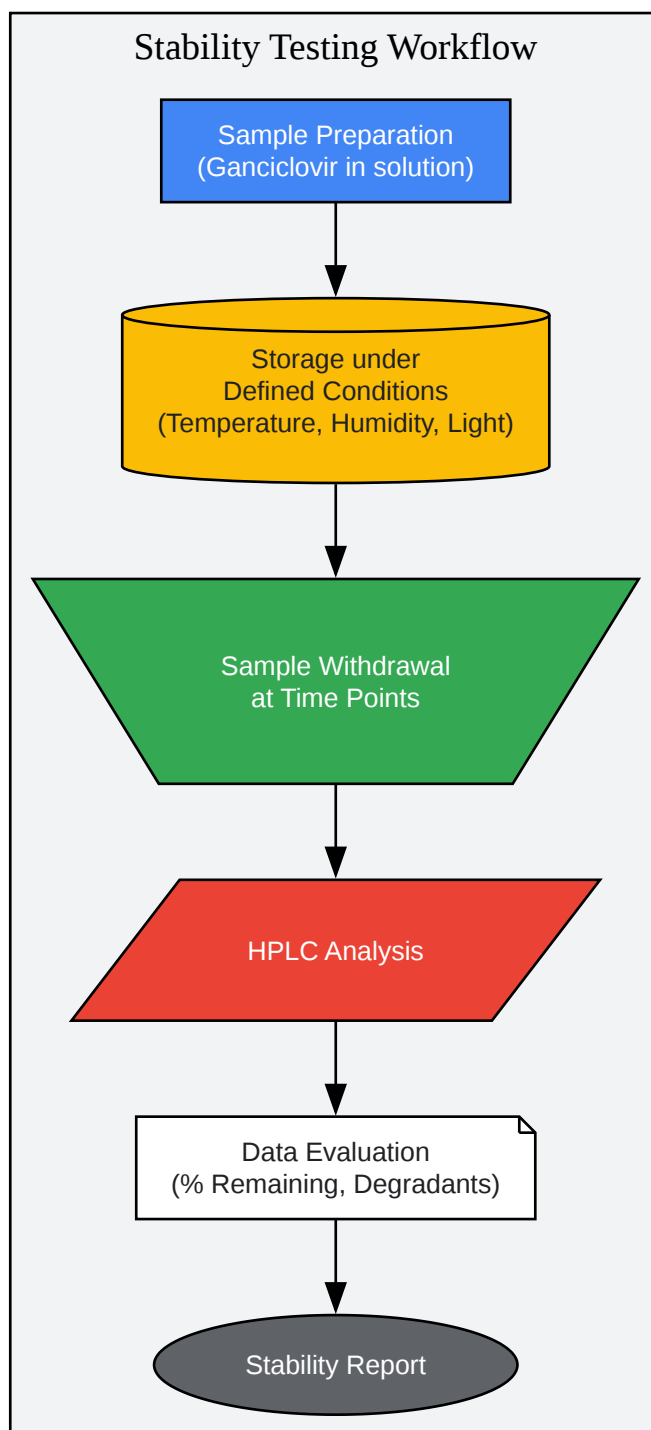 Stability Testing Workflow
Sample Preparation
(Ganciclovir in solution)
Storage under
Defined Conditions
(Temperature, Humidity, Light)
Sample Withdrawal
at Time Points
HPLC Analysis
Data Evaluation
(% Remaining, Degradants)
Stability Report